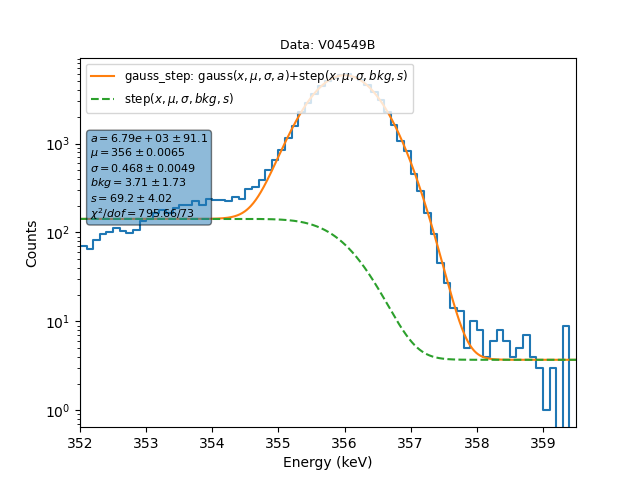 Data: V04549B
gauss_step: gauss(x, μ, σ, a)+step(x, μ, σ, bkg, s)
step(x, μ, σ, bkg, s)
a = 6.79e + 03 ± 91.1
μ = 356 ± 0.0065
σ = 0.468 ± 0.0049
bkg = 3.71 ± 1.73
s = 69.2 ± 4.02
χ²/dof = 795.66/73
Counts
10³
10²
10¹
10⁰
352 353 354 355 356 357 358 359
Energy (keV)